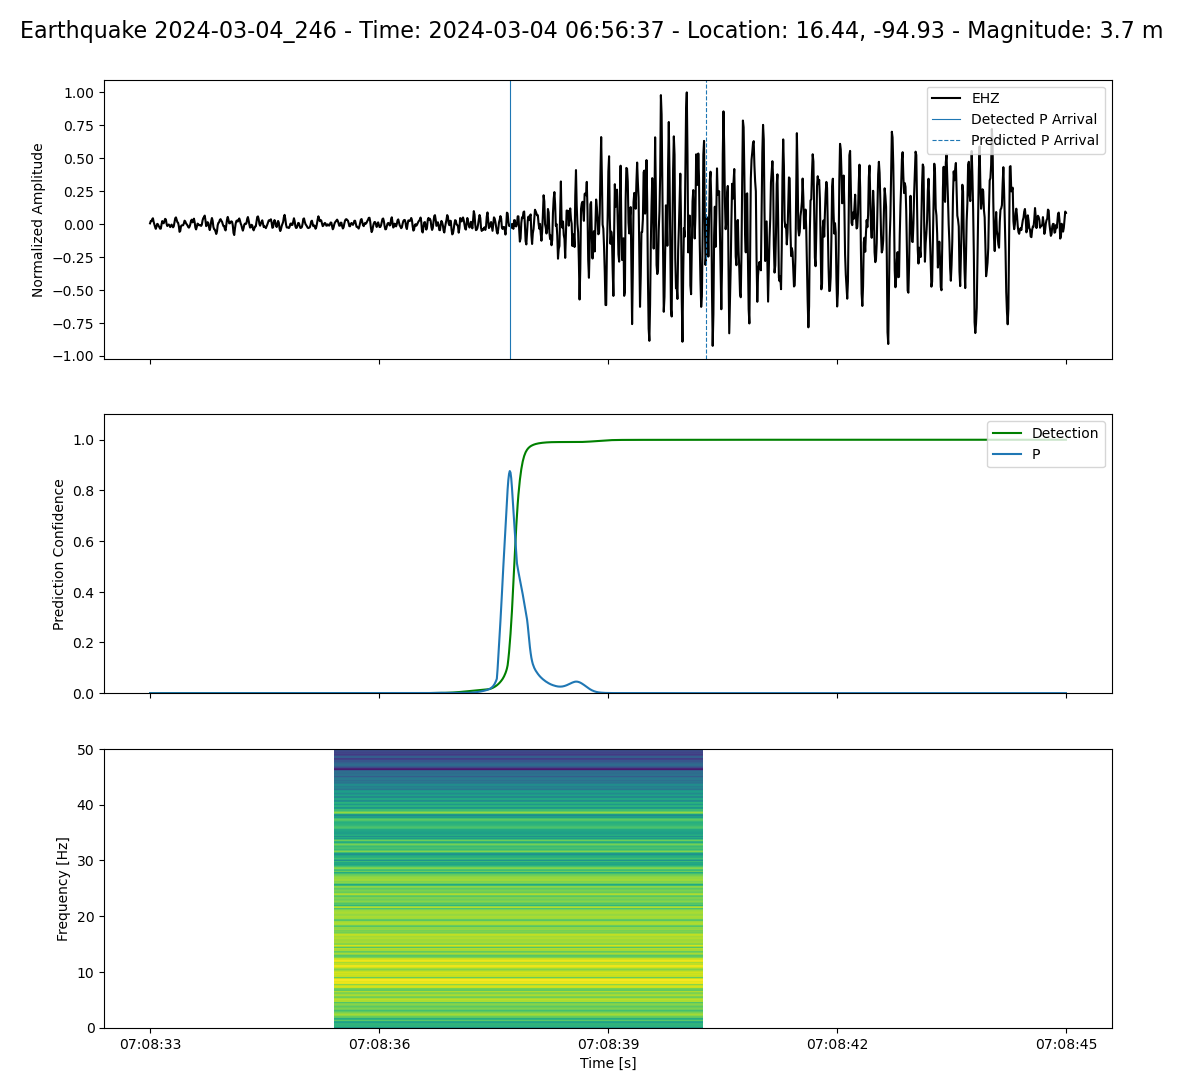 Earthquake 2024-03-04_246 - Time: 2024-03-04 06:56:37 - Location: 16.44, -94.93 - Magnitude: 3.7 m
1.00
0.75
0.50
0.25
0.00
−0.25
−0.50
−0.75
−1.00
Normalized Amplitude
EHZ
Detected P Arrival
Predicted P Arrival
1.0
0.8
0.6
0.4
0.2
0.0
Prediction Confidence
Detection
P
50
40
30
20
10
0
Frequency [Hz]
07:08:33
07:08:36
07:08:39
07:08:42
07:08:45
Time [s]